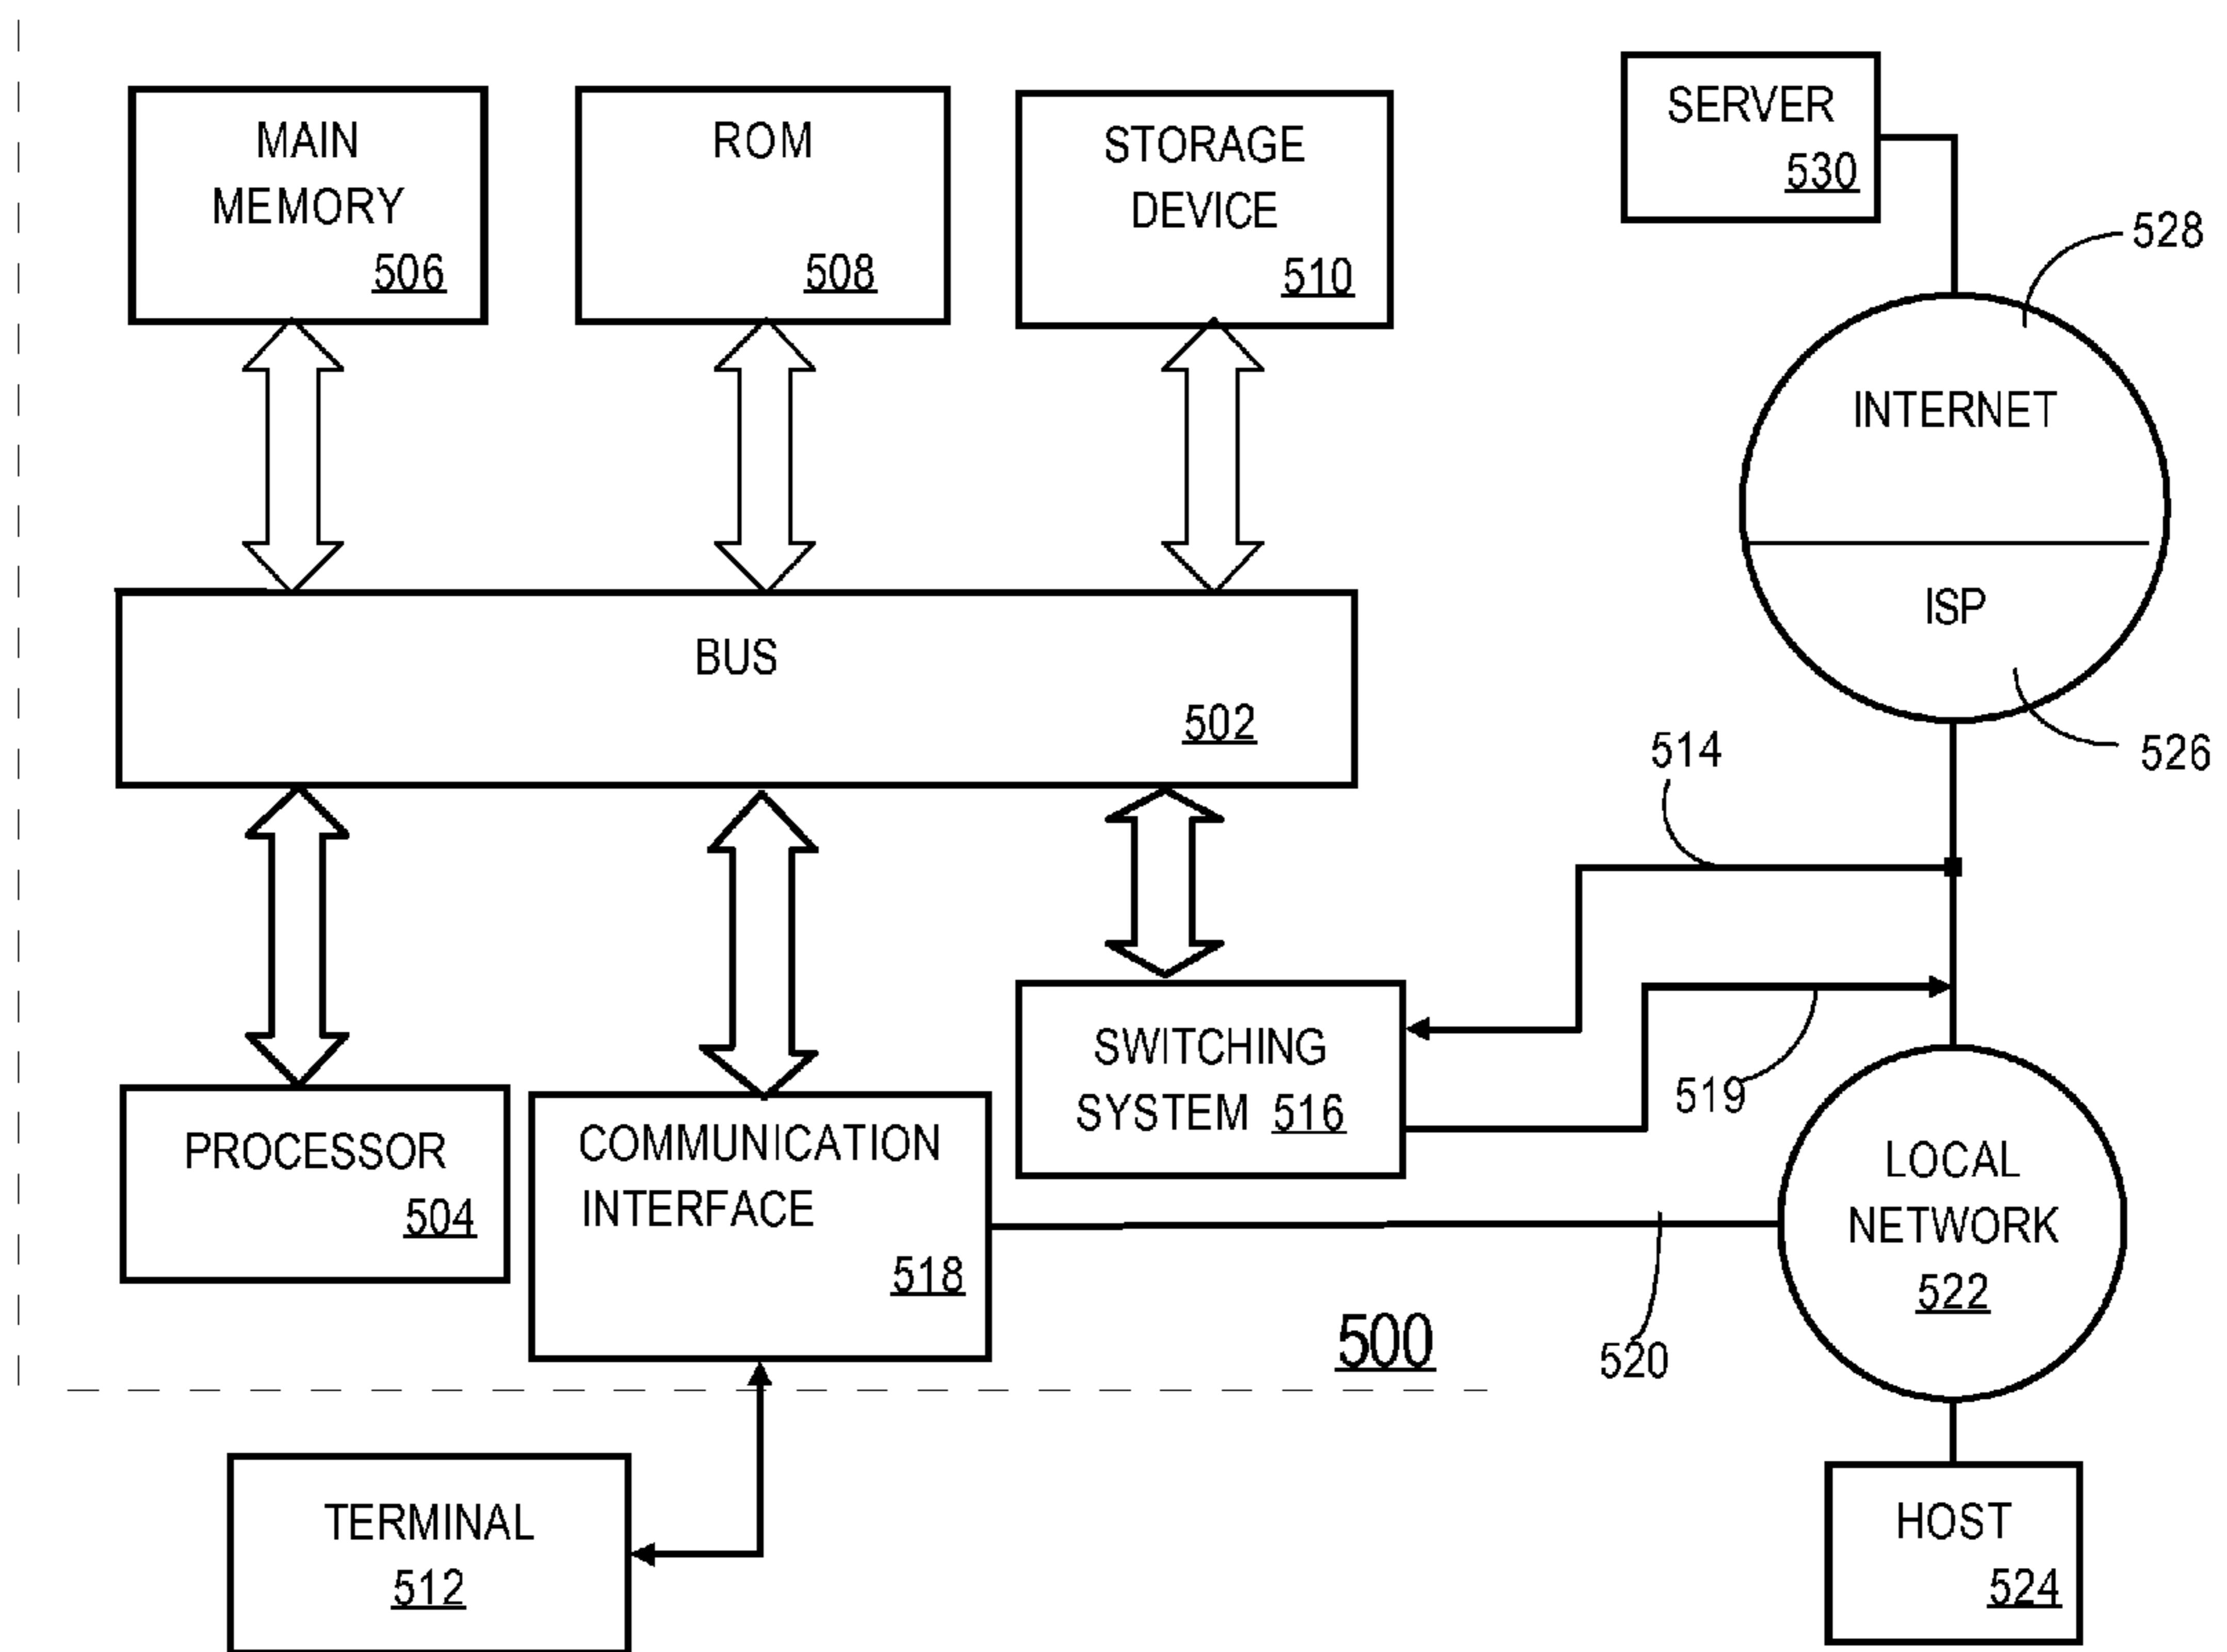 MAIN
MEMORY
506
ROM
508
STORAGE
DEVICE
510
SERVER
530
528
INTERNET
ISP
526
BUS
502
514
PROCESSOR
504
COMMUNICATION
INTERFACE
518
SWITCHING
SYSTEM 516
519
LOCAL
NETWORK
522
520
500
TERMINAL
512
HOST
524